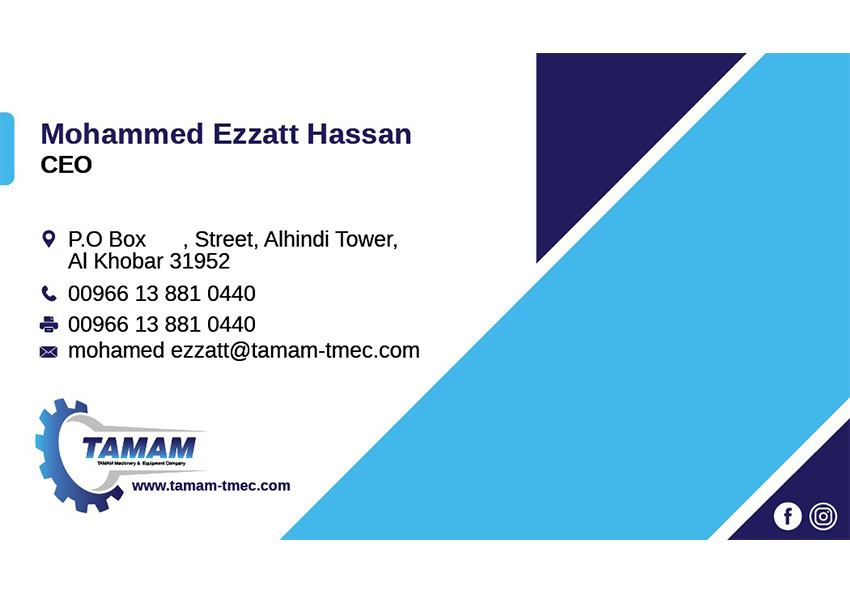 Mohammed Ezzatt Hassan
CEO
P.O Box , Street, Alhindi Tower,
Al Khobar 31952
00966 13 881 0440
00966 13 881 0440
mohamed ezzatt@tamam-tmec.com
TAMAM
TAMAM Machinery & Equipment Company
www.tamam-tmec.com